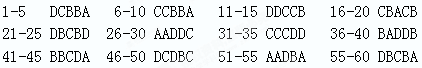 1-5 DCBBA 6-10 CCBBA 11-15 DDCCB 16-20 CBACB
21-25 DBCBD 26-30 AADDC 31-35 CCCDD 36-40 BADDB
41-45 BBCDA 46-50 DCDBC 51-55 AADBA 55-60 DBCBA